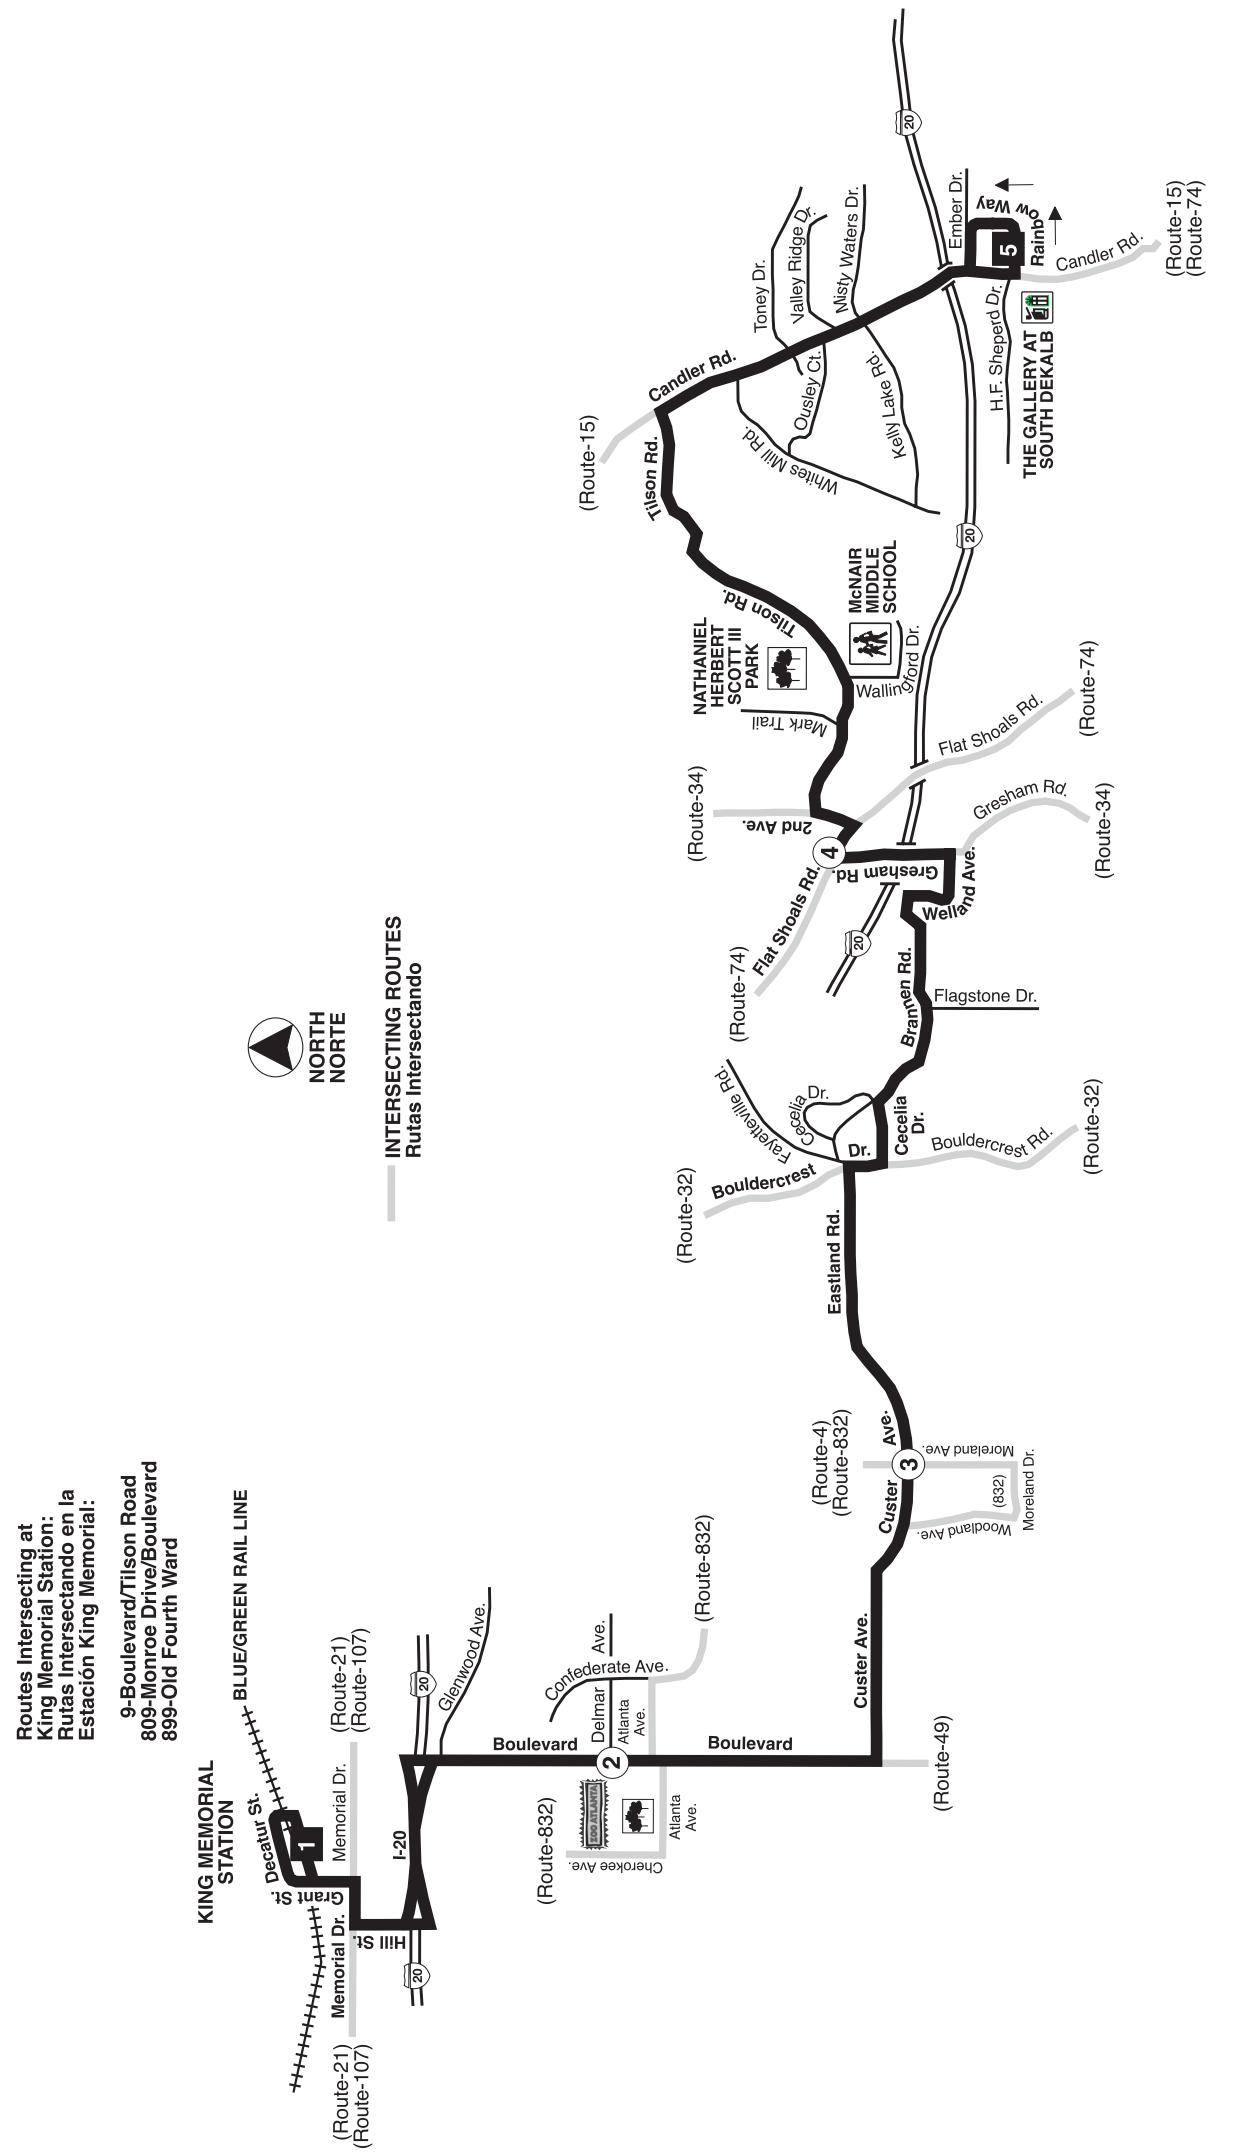 Routes Intersecting at
King Memorial Station:
Rutas Intersectando en la
Estación King Memorial:
9-Boulevard/Tilson Road
809-Monroe Drive/Boulevard
899-Old Fourth Ward
KING MEMORIAL
STATION
BLUE/GREEN RAIL LINE
Decatur St.
1
Grant St.
Memorial Dr.
Memorial Dr.
(Route-21)
(Route-107)
(Route-21)
(Route-107)
Hill St.
I-20
20
20
Glenwood Ave.
Boulevard
2
Delmar
Ave.
Confederate Ave.
Atlanta
Ave.
(Route-832)
(Route-832)
ZOO ATLANTA
Cherokee Ave.
Atlanta
Ave.
Boulevard
(Route-49)
Custer Ave.
Custer
3
Ave.
(Route-4)
(Route-832)
Moreland Ave.
(832)
Woodland Ave.
Moreland Dr.
NORTH
NORTE
INTERSECTING ROUTES
Rutas Intersectando
Eastland Rd.
(Route-32)
Bouldercrest
Dr.
Fayetteville Rd.
Cecelia
Dr.
Cecelia
Dr.
Bouldercrest Rd.
(Route-32)
Brannen Rd.
Flagstone Dr.
Welland Ave.
20
Gresham Rd.
Gresham Rd.
(Route-34)
(Route-74)
Flat Shoals Rd.
4
2nd Ave.
(Route-34)
Flat Shoals Rd.
(Route-74)
Mark Trail
NATHANIEL
HERBERT
SCOTT III
PARK
Tilson Rd.
McNAIR
MIDDLE
SCHOOL
Wallingford Dr.
20
Tilson Rd.
(Route-15)
Candler Rd.
Whites Mill Rd.
Ousley Ct.
Toney Dr.
Valley Ridge Dr.
Misty Waters Dr.
Kelly Lake Rd.
20
Ember Dr.
Rainbow Way
5
H.F. Sheperd Dr.
THE GALLERY AT
SOUTH DEKALB
Candler Rd.
(Route-15)
(Route-74)